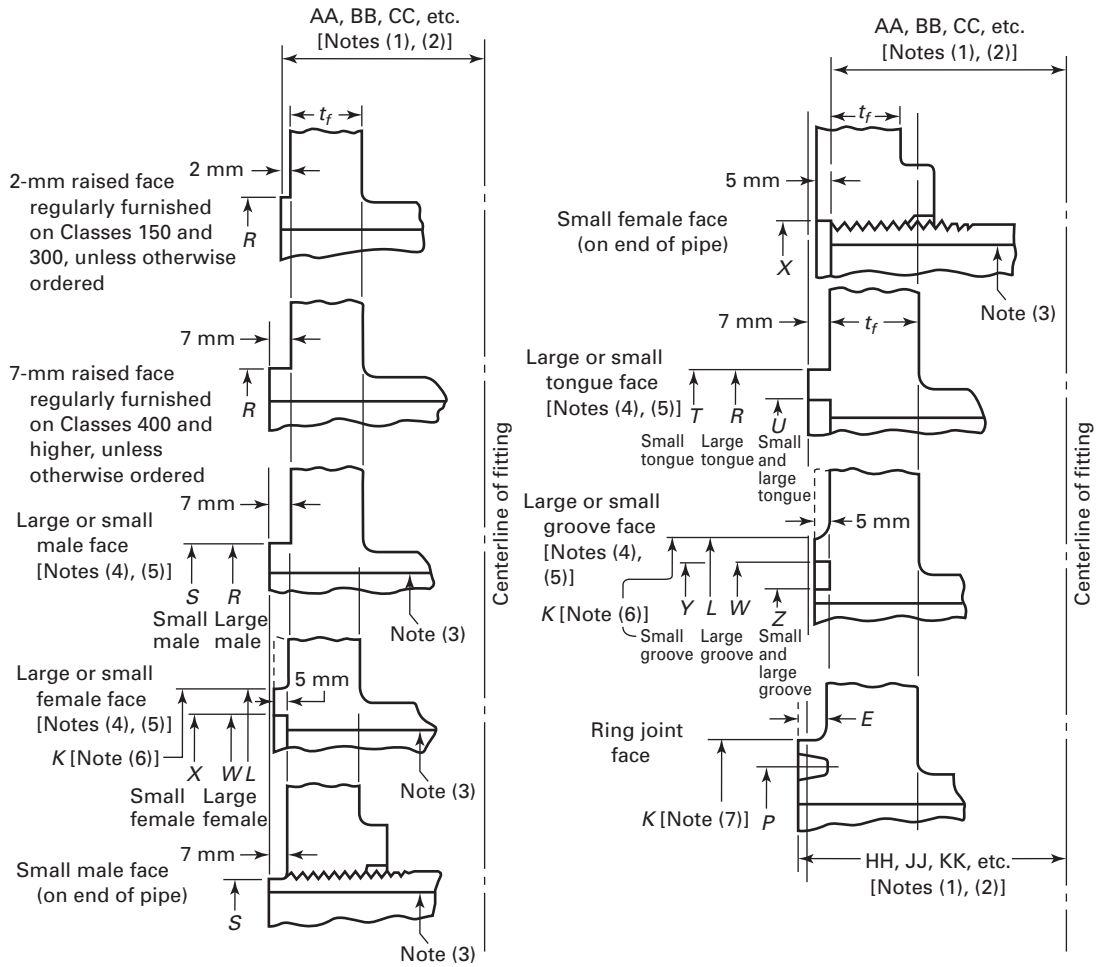 AA, BB, CC, etc.
[Notes (1), (2)]
t_f
2 mm
2-mm raised face
regularly furnished
on Classes 150 and
300, unless otherwise
ordered
R
7 mm
7-mm raised face
regularly furnished
on Classes 400 and
higher, unless
otherwise ordered
R
7 mm
Large or small
male face
[Notes (4), (5)]
S R
Small Large
male male
Note (3)
Large or small
female face
[Notes (4), (5)]
5 mm
K [Note (6)]
X W L
Small Large
female female
Note (3)
7 mm
Small male face
(on end of pipe)
S
Note (3)
Centerline of fitting
AA, BB, CC, etc.
[Notes (1), (2)]
t_f
5 mm
Small female face
(on end of pipe)
X
Note (3)
7 mm
t_f
Large or small
tongue face
[Notes (4), (5)]
T R U
Small Large Small
tongue tongue and
large
tongue
Large or small
groove face
[Notes (4),
(5)]
5 mm
K [Note (6)]
Y L W Z
Small Large Small
groove groove and
large
groove
Ring joint
face
E
K [Note (7)]
P
HH, JJ, KK, etc.
[Notes (1), (2)]
Centerline of fitting